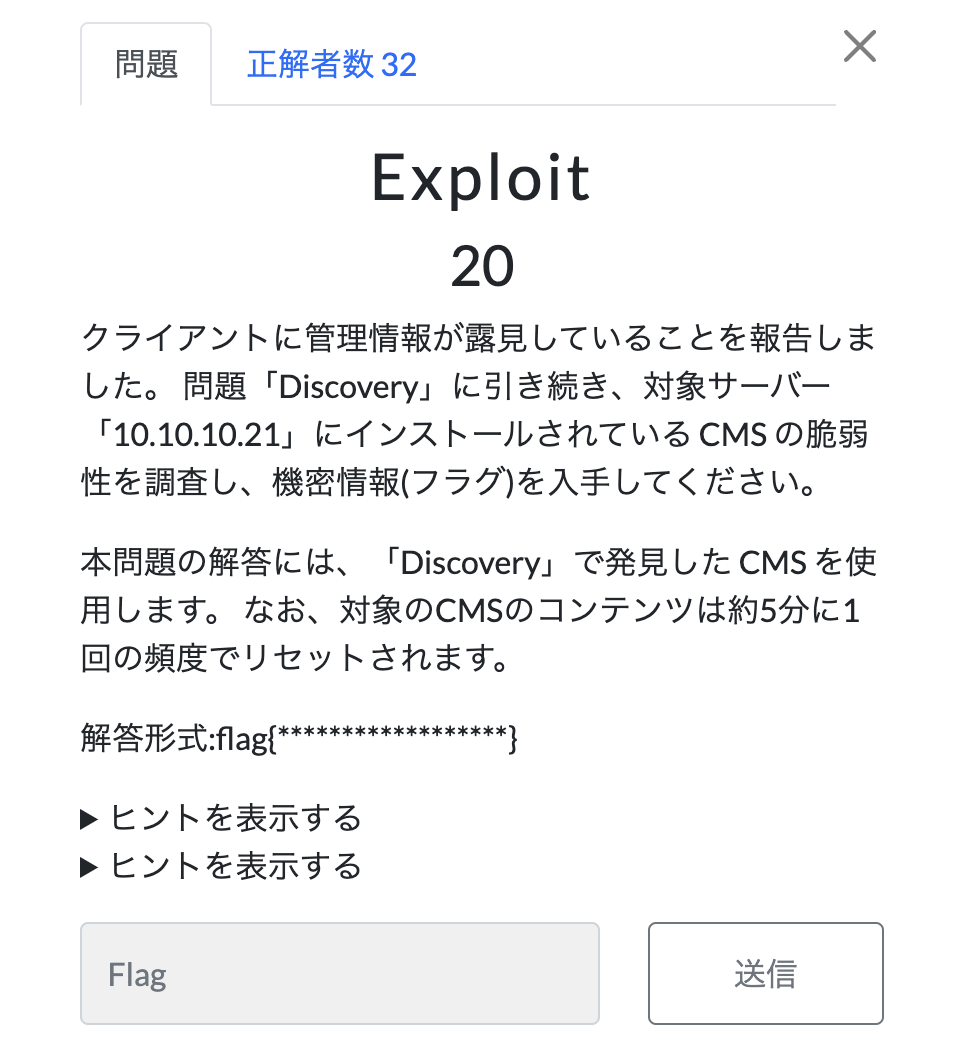 問題
正解者数 32
Exploit
20
クライアントに管理情報が露見していることを報告しま
した。 問題「Discovery」に引き続き、対象サーバー
「10.10.10.21」にインストールされている CMS の脆弱
性を調査し、機密情報(フラグ)を入手してください。
本問題の解答には、「Discovery」で発見した CMS を使
用します。 なお、対象のCMSのコンテンツは約5分に1
回の頻度でリセットされます。
解答形式:flag{******************}
▶ ヒントを表示する
▶ ヒントを表示する
Flag
送信